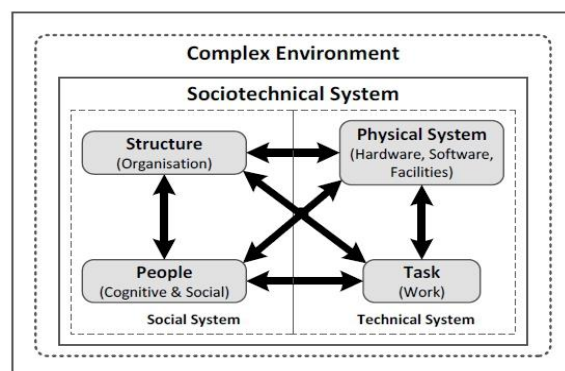 Complex Environment
Sociotechnical System
Structure
(Organisation)
Physical System
(Hardware, Software,
Facilities)
People
(Cognitive & Social)
Task
(Work)
Social System
Technical System